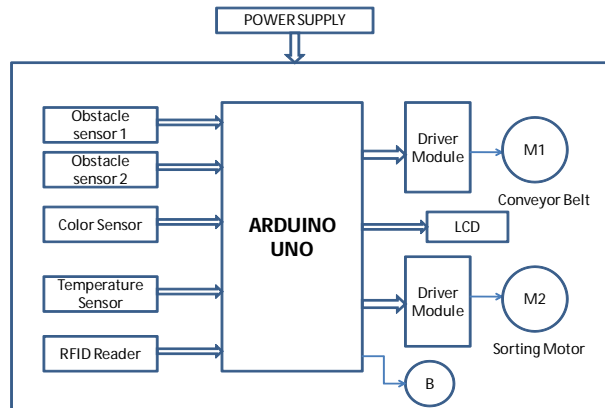 POWER SUPPLY
Obstacle
sensor 1
Obstacle
sensor 2
Color Sensor
Temperature
Sensor
RFID Reader
ARDUINO
UNO
Driver
Module
M1
Conveyor Belt
LCD
Driver
Module
M2
Sorting Motor
B